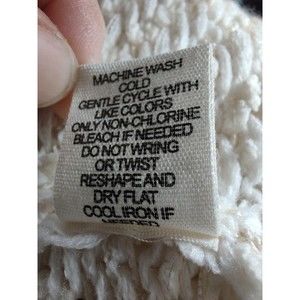 MACHINE WASH
COLD
GENTLE CYCLE WITH
LIKE COLORS
ONLY NON-CHLORINE
BLEACH IF NEEDED
DO NOT WRING
OR TWIST
RESHAPE AND
DRY FLAT
COOL IRON IF
NEEDED